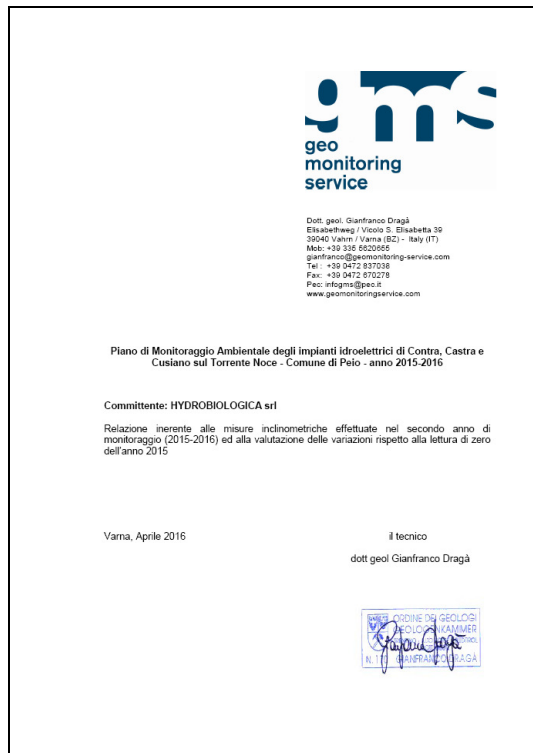 gms
geo
monitoring
service
Dott. geol. Gianfranco Dragà
Elisabethweg / Vicolo S. Elisabetta 39
39040 Vahrn / Varna (BZ) - Italy (IT)
Mob: +39 335 5620655
gianfranco@geomonitoring-service.com
Tel : +39 0472 837038
Fax: +39 0472 670278
Pec: infogms@pec.it
www.geomonitoringservice.com
Piano di Monitoraggio Ambientale degli impianti idroelettrici di Contra, Castra e
Cusiano sul Torrente Noce - Comune di Peio - anno 2015-2016
Committente: HYDROBIOLOGICA srl
Relazione inerente alle misure inclinometriche effettuate nel secondo anno di
monitoraggio (2015-2016) ed alla valutazione delle variazioni rispetto alla lettura di zero
dell'anno 2015
Varna, Aprile 2016
il tecnico
dott geol Gianfranco Dragà
ORDINE DEI GEOLOGI
GEOLOGENKAMMER
N. 170 GIANFRANCO DRAGÀ